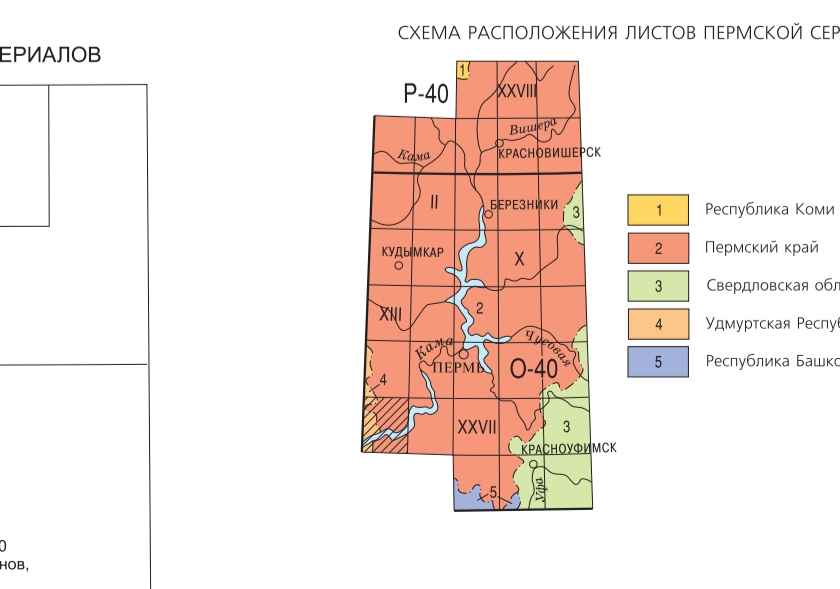 СХЕМА РАСПОЛОЖЕНИЯ ЛИСТОВ ПЕРМСКОЙ СЕР
ЕРИАЛОВ
1
P-40
XXVIII
Вишера
КРАСНОВИШЕРСК
Кама
II
БЕРЕЗНИКИ
3
КУДЫМКАР
X
XIII
2
Кама
Чусовая
ПЕРМЬ
O-40
4
XXVII
3
КРАСНОУФИМСК
5
Уфа
1 Республика Коми
2 Пермский край
3 Свердловская обл
4 Удмуртская Респуб
5 Республика Башко
0
нов,